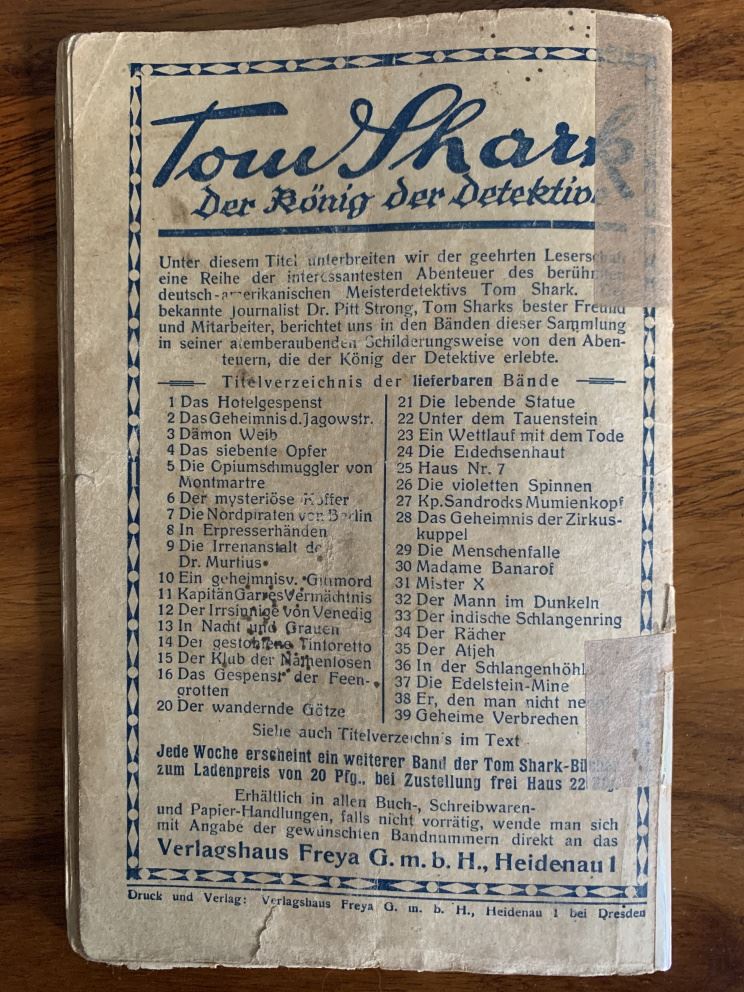 Tom Shark
Der König der Detektive
Unter diesem Titel unterbreiten wir der geehrten Leserschaft
eine Reihe der interessantesten Abenteuer des
deutsch-amerikanischen Meisterdetektivs Tom Shark.
bekannte Journalist Dr. Pitt Strong, Tom Sharks bester Freund
und Mitarbeiter, berichtet uns in den Bänden dieser Sammlung
in seiner atemberaubenden Schilderungsweise von den Aben-
teuern, die der König der Detektive erlebte.
Titelverzeichnis der lieferbaren Bände
1 Das Hotelgespenst
2 Das Geheimnis d. Jagowstr.
3 Dämon Weib
4 Das siebente Opfer
5 Die Opiumschmuggler von
Montmartre
6 Der mysteriöse Koffer
7 Die Nordpiraten von Berlin
8 In Erpresserhänden
9 Die Irrenanstalt
Dr. Murtius
10 Ein geheimnisv. Giftmord
11 Kapitän Garres Vermächtnis
12 Der Irrsinnige von Venedig
13 In Nacht und Grauen
14 Der gestohlene Tintoretto
15 Der Klub der Namenlosen
16 Das Gespenst der Feen-
grotten
20 Der wandernde Götze
21 Die lebende Statue
22 Unter dem Tauenstein
23 Ein Wettlauf mit dem Tode
24 Die Eidechsenhaut
25 Haus Nr. 7
26 Die violetten Spinnen
27 Kp. Sandrocks Mumienkopf
28 Das Geheimnis der Zirkus-
kuppel
29 Die Menschenfalle
30 Madame Banarof
31 Mister X
32 Der Mann im Dunkeln
33 Der indische Schlangenring
34 Der Rächer
35 Der Atjeh
36 In der Schlangenhöhl
37 Die Edelstein-Mine
38 Er, den man nicht
39 Geheime Verbrechen
Siehe auch Titelverzeichnis im Text
Jede Woche erscheint ein weiterer Band der Tom Shark-Bücher
zum Ladenpreis von 20 Pfg., bei Zustellung frei Haus 22 Pfg.
Erhältlich in allen Buch-, Schreibwaren-
und Papier-Handlungen, falls nicht vorrätig, wende man sich
mit Angabe der gewünschten Bandnummern direkt an das
Verlagshaus Freya G. m. b. H., Heidenau 1
Druck und Verlag: Verlagshaus Freya G. m. b. H., Heidenau 1 bei Dresden